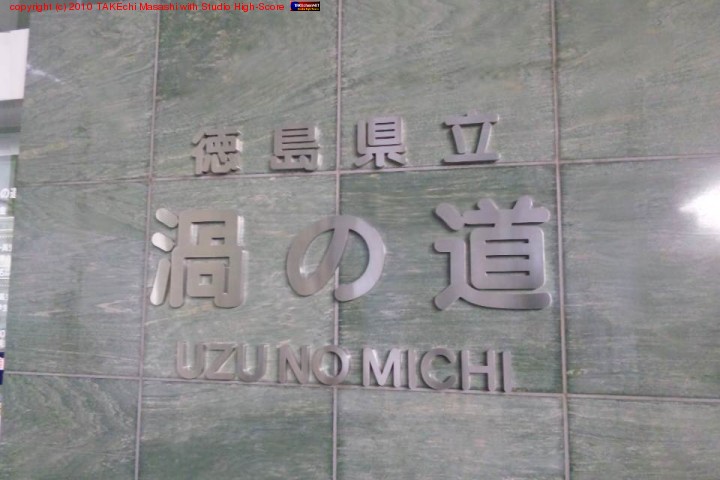 copyright (c) 2010 TAKEchi Masashi with Studio High-Score
徳島県立
渦の道
UZU NO MICHI